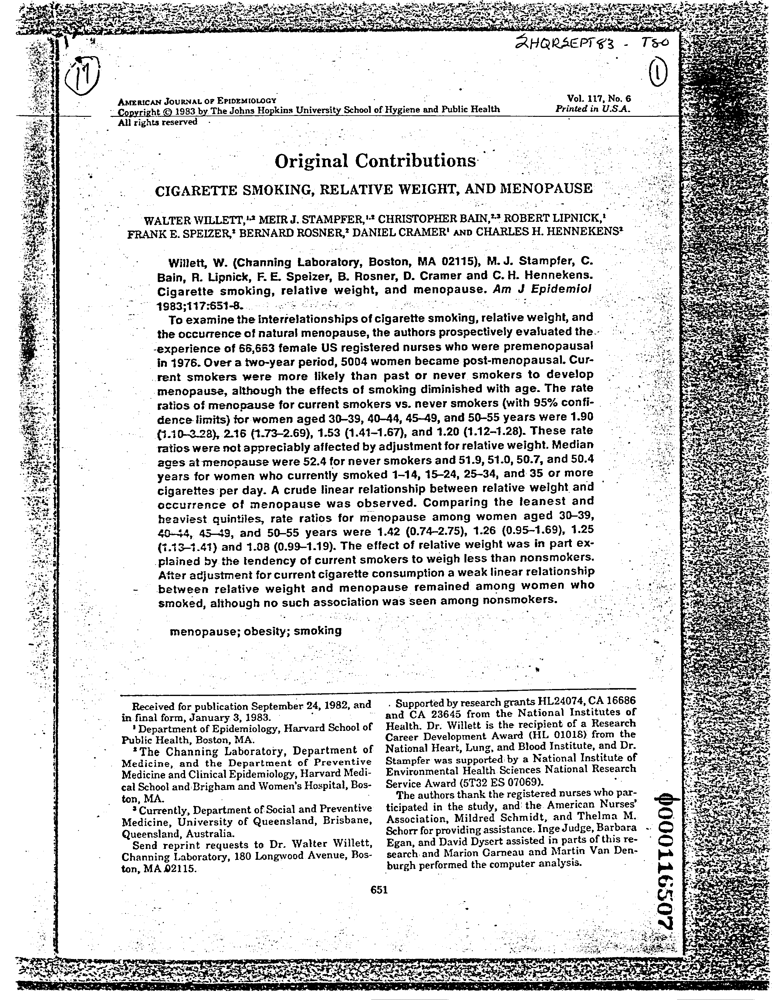 2HQRSEPT83 - T80
17
1
AMERICAN JOURNAL OF EPIDEMIOLOGY
Vol. 117, No. 6
Copyright © 1983 by The Johns Hopkins University School of Hygiene and Public Health
Printed in U.S.A.
All rights reserved
Original Contributions
CIGARETTE SMOKING, RELATIVE WEIGHT, AND MENOPAUSE
WALTER WILLETT,¹·² MEIR J. STAMPFER,¹·² CHRISTOPHER BAIN,²·³ ROBERT LIPNICK,¹
FRANK E. SPEIZER,² BERNARD ROSNER,² DANIEL CRAMER¹ AND CHARLES H. HENNEKENS²
Willett, W. (Channing Laboratory, Boston, MA 02115), M. J. Stampfer, C.
Bain, R. Lipnick, F. E. Speizer, B. Rosner, D. Cramer and C. H. Hennekens.
Cigarette smoking, relative weight, and menopause. Am J Epidemiol
1983;117:651-8.
To examine the interrelationships of cigarette smoking, relative weight, and
the occurrence of natural menopause, the authors prospectively evaluated the
experience of 66,663 female US registered nurses who were premenopausal
in 1976. Over a two-year period, 5004 women became post-menopausal. Cur-
rent smokers were more likely than past or never smokers to develop
menopause, although the effects of smoking diminished with age. The rate
ratios of menopause for current smokers vs. never smokers (with 95% confi-
dence limits) for women aged 30–39, 40–44, 45–49, and 50–55 years were 1.90
(1.10–3.28), 2.16 (1.73–2.69), 1.53 (1.41–1.67), and 1.20 (1.12–1.28). These rate
ratios were not appreciably affected by adjustment for relative weight. Median
ages at menopause were 52.4 for never smokers and 51.9, 51.0, 50.7, and 50.4
years for women who currently smoked 1–14, 15–24, 25–34, and 35 or more
cigarettes per day. A crude linear relationship between relative weight and
occurrence of menopause was observed. Comparing the leanest and
heaviest quintiles, rate ratios for menopause among women aged 30–39,
40–44, 45–49, and 50–55 years were 1.42 (0.74–2.75), 1.26 (0.95–1.69), 1.25
(1.13–1.41) and 1.08 (0.99–1.19). The effect of relative weight was in part ex-
plained by the tendency of current smokers to weigh less than nonsmokers.
After adjustment for current cigarette consumption a weak linear relationship
between relative weight and menopause remained among women who
smoked, although no such association was seen among nonsmokers.
menopause; obesity; smoking
Received for publication September 24, 1982, and
in final form, January 3, 1983.
¹ Department of Epidemiology, Harvard School of
Public Health, Boston, MA.
² The Channing Laboratory, Department of
Medicine, and the Department of Preventive
Medicine and Clinical Epidemiology, Harvard Medi-
cal School and Brigham and Women's Hospital, Bos-
ton, MA.
³ Currently, Department of Social and Preventive
Medicine, University of Queensland, Brisbane,
Queensland, Australia.
Send reprint requests to Dr. Walter Willett,
Channing Laboratory, 180 Longwood Avenue, Bos-
ton, MA 02115.
Supported by research grants HL24074, CA 16686
and CA 23645 from the National Institutes of
Health. Dr. Willett is the recipient of a Research
Career Development Award (HL 01018) from the
National Heart, Lung, and Blood Institute, and Dr.
Stampfer was supported by a National Institute of
Environmental Health Sciences National Research
Service Award (5T32 ES 07069).
The authors thank the registered nurses who par-
ticipated in the study, and the American Nurses'
Association, Mildred Schmidt, and Thelma M.
Schorr for providing assistance. Inge Judge, Barbara
Egan, and David Dysert assisted in parts of this re-
search and Marion Garneau and Martin Van Den-
burgh performed the computer analysis.
651
0000116507